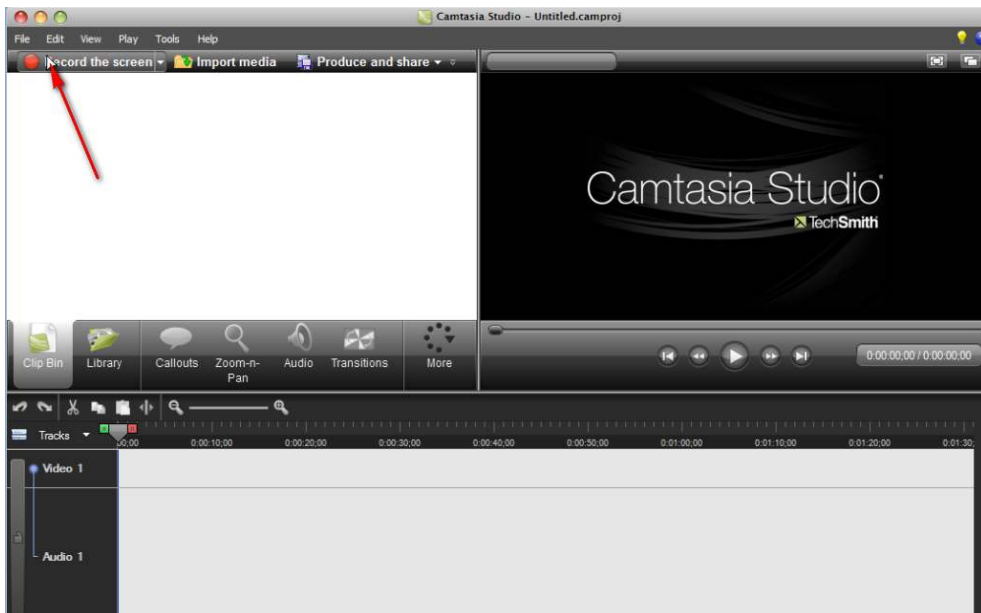 Camtasia Studio - Untitled.camproj
File Edit View Play Tools Help
Record the screen Import media Produce and share
Camtasia Studio
TechSmith
Clip Bin Library Callouts Zoom-n-Pan Audio Transitions More
0:00:00;00 / 0:00:00;00
Tracks 00;00 0:00:10;00 0:00:20;00 0:00:30;00 0:00:40;00 0:00:50;00 0:01:00;00 0:01:10;00 0:01:20;00 0:01:30;
Video 1
Audio 1